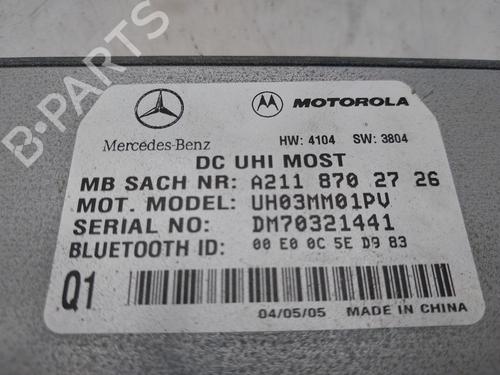 B-PARTS
MOTOROLA
Mercedes-Benz
HW: 4104 SW: 3804
DC UHI MOST
MB SACH NR: A211 870 27 26
MOT. MODEL: UH03MM01PV
SERIAL NO: DM70321441
BLUETOOTH ID: 00 E0 0C 5E D9 83
Q1
04/05/05 MADE IN CHINA